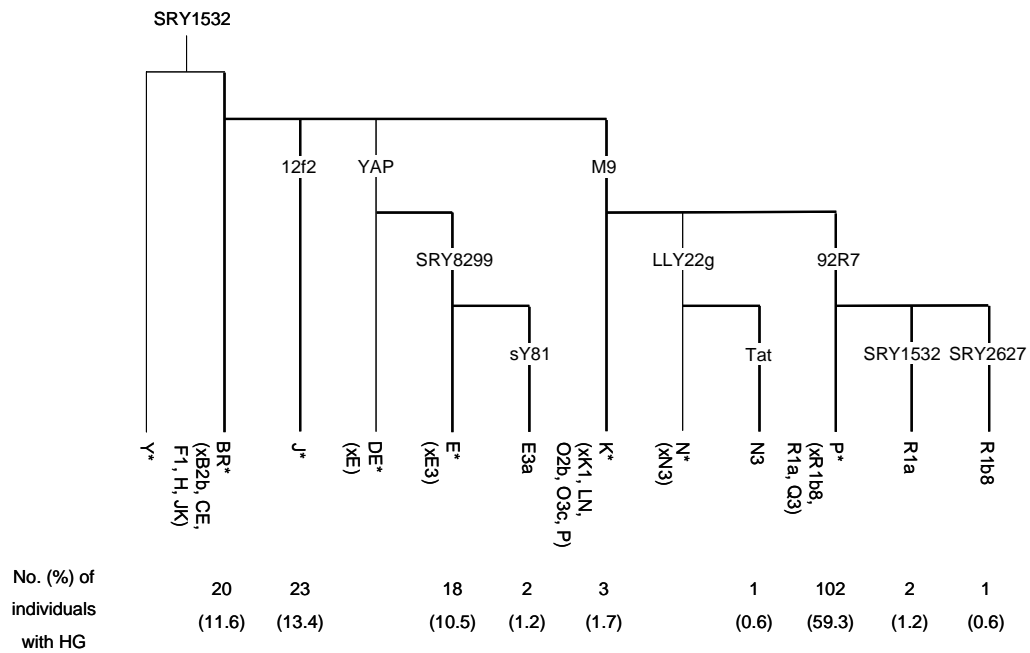 SRY1532
12f2 YAP M9
SRY8299 LLY22g 92R7
sY81 Tat SRY1532 SRY2627
Y*
BR*
(xB2b, CE,
F1, H, JK)
J*
DE*
(xE)
E*
(xE3)
E3a
K*
(xK1, LN,
O2b, O3c, P)
N*
(xN3)
N3
P*
(xR1b8,
R1a, Q3)
R1a
R1b8
No. (%) of
individuals
with HG
20 23 18 2 3 1 102 2 1
(11.6) (13.4) (10.5) (1.2) (1.7) (0.6) (59.3) (1.2) (0.6)